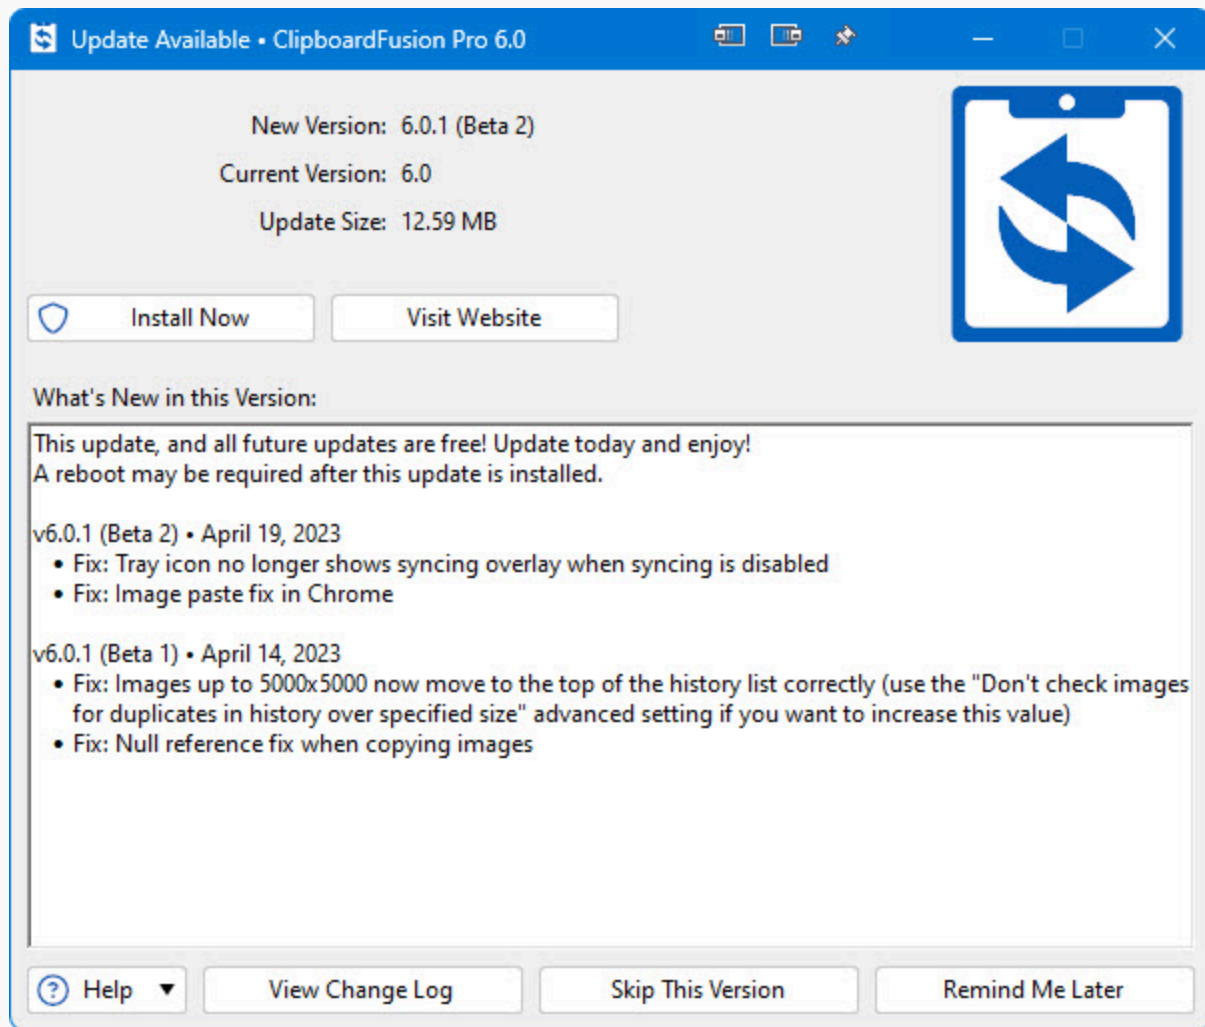 Update Available • ClipboardFusion Pro 6.0
New Version: 6.0.1 (Beta 2)
Current Version: 6.0
Update Size: 12.59 MB
Install Now
Visit Website
What's New in this Version:
This update, and all future updates are free! Update today and enjoy!
A reboot may be required after this update is installed.
v6.0.1 (Beta 2) • April 19, 2023
• Fix: Tray icon no longer shows syncing overlay when syncing is disabled
• Fix: Image paste fix in Chrome
v6.0.1 (Beta 1) • April 14, 2023
• Fix: Images up to 5000x5000 now move to the top of the history list correctly (use the "Don't check images
for duplicates in history over specified size" advanced setting if you want to increase this value)
• Fix: Null reference fix when copying images
? Help
View Change Log
Skip This Version
Remind Me Later